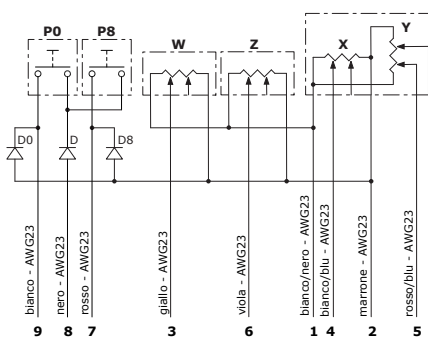 P0 P8 W Z X Y
D0 D D8
bianco - AWG23
nero - AWG23
rosso - AWG23
giallo - AWG23
viola - AWG23
bianco/nero - AWG23
bianco/blu - AWG23
marrone - AWG23
rosso/blu - AWG23
9 8 7 3 6 1 4 2 5